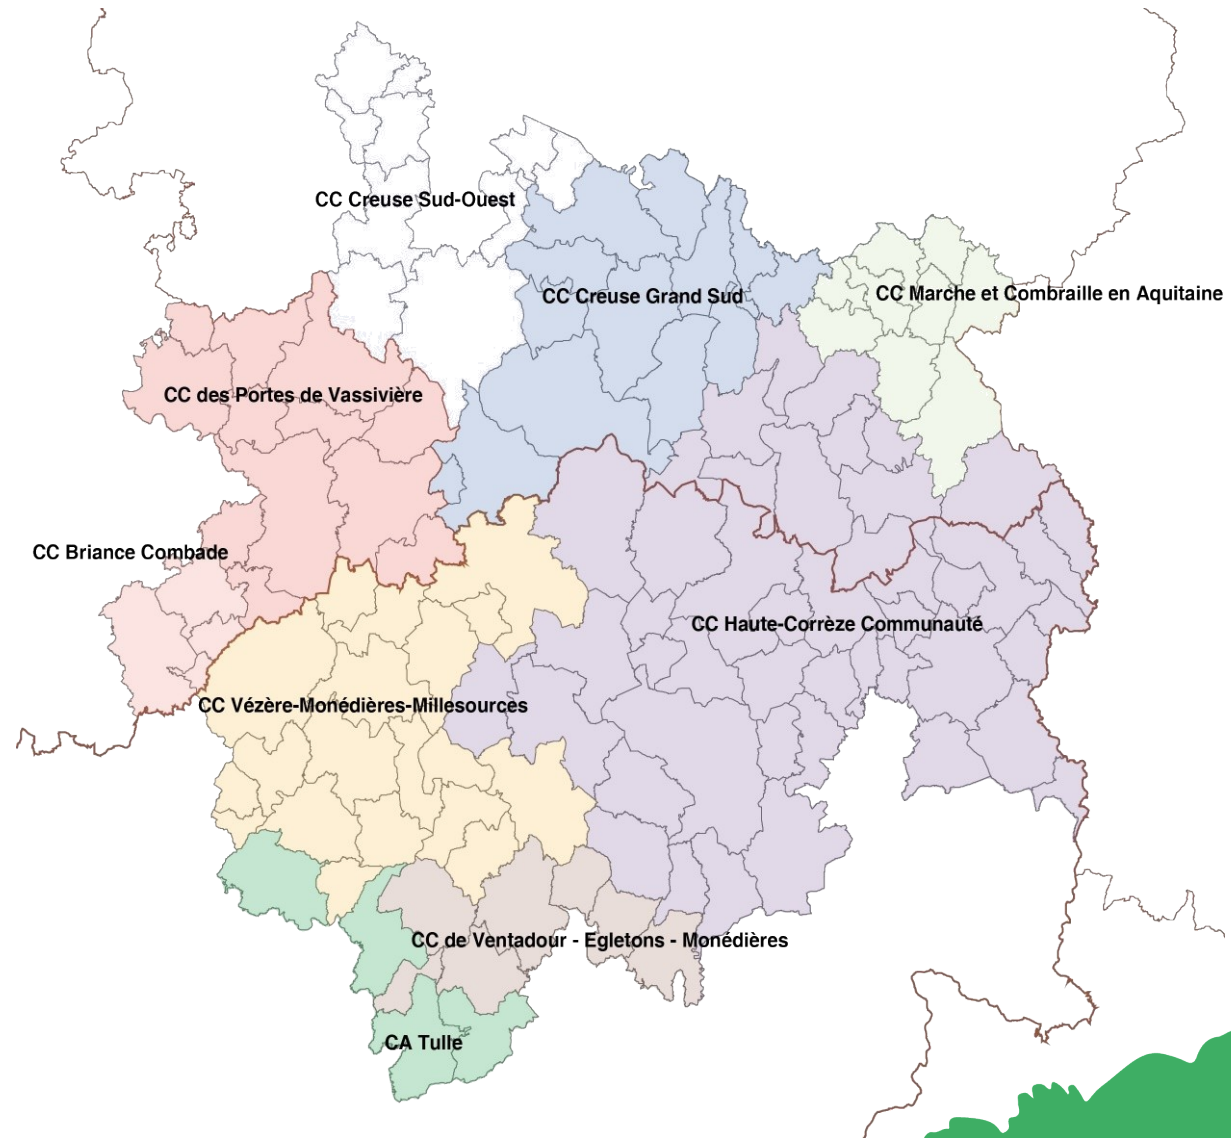 CC Creuse Sud-Ouest
CC Creuse Grand Sud
CC Marche et Combraille en Aquitaine
CC des Portes de Vassivière
CC Briance Combade
CC Haute-Corrèze Communauté
CC Vézère-Monédières-Millesources
CC de Ventadour - Egletons - Monédières
CA Tulle